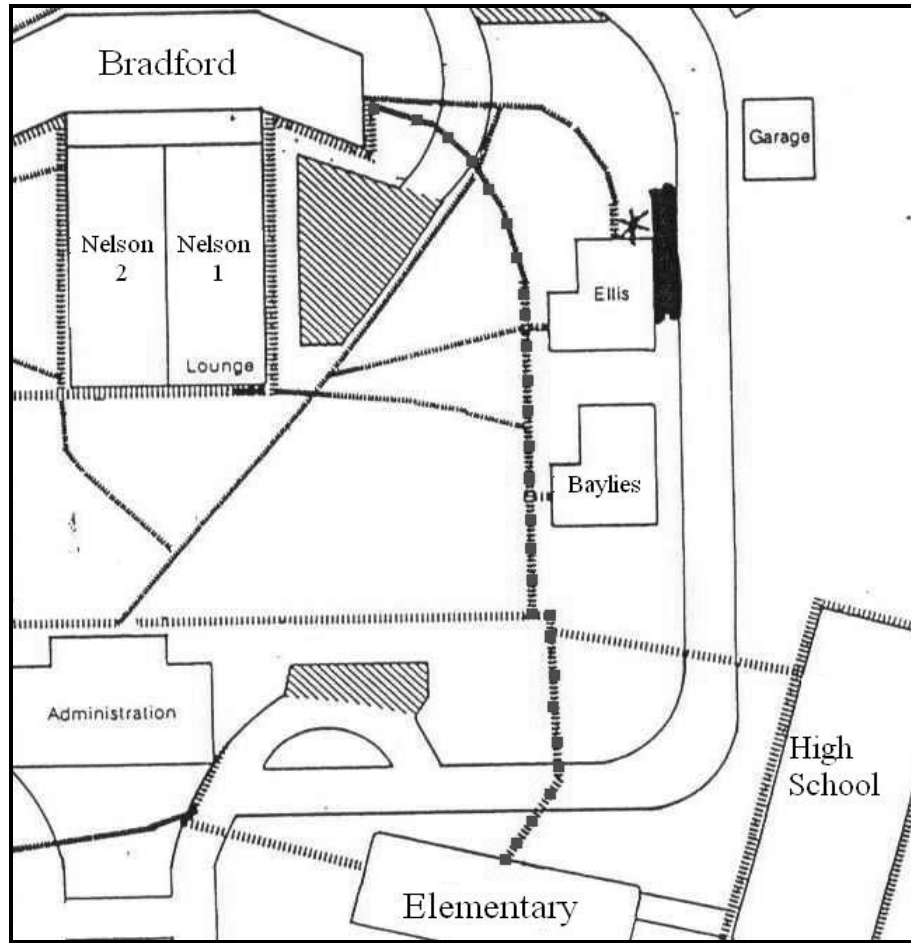 Bradford
Garage
Nelson
2
Nelson
1
Ellis
Lounge
Baylies
Administration
High
School
Elementary